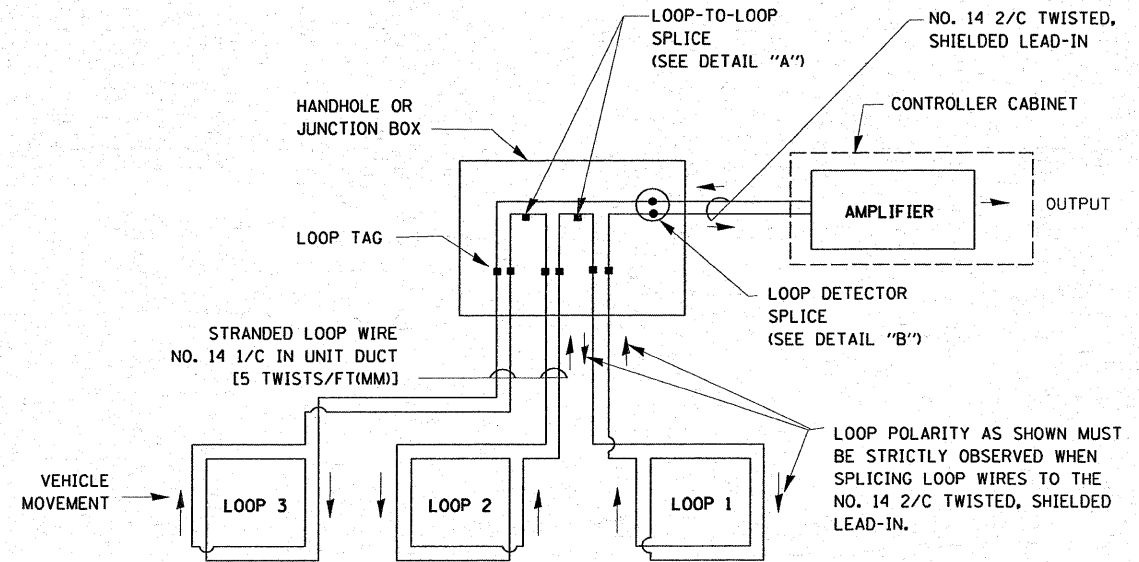 LOOP-TO-LOOP
SPLICE
(SEE DETAIL "A")
NO. 14 2/C TWISTED,
SHIELDED LEAD-IN
HANDHOLE OR
JUNCTION BOX
CONTROLLER CABINET
AMPLIFIER
OUTPUT
LOOP TAG
LOOP DETECTOR
SPLICE
(SEE DETAIL "B")
STRANDED LOOP WIRE
NO. 14 1/C IN UNIT DUCT
[5 TWISTS/FT(MM)]
LOOP POLARITY AS SHOWN MUST
BE STRICTLY OBSERVED WHEN
SPLICING LOOP WIRES TO THE
NO. 14 2/C TWISTED, SHIELDED
LEAD-IN.
VEHICLE
MOVEMENT
LOOP 3
LOOP 2
LOOP 1